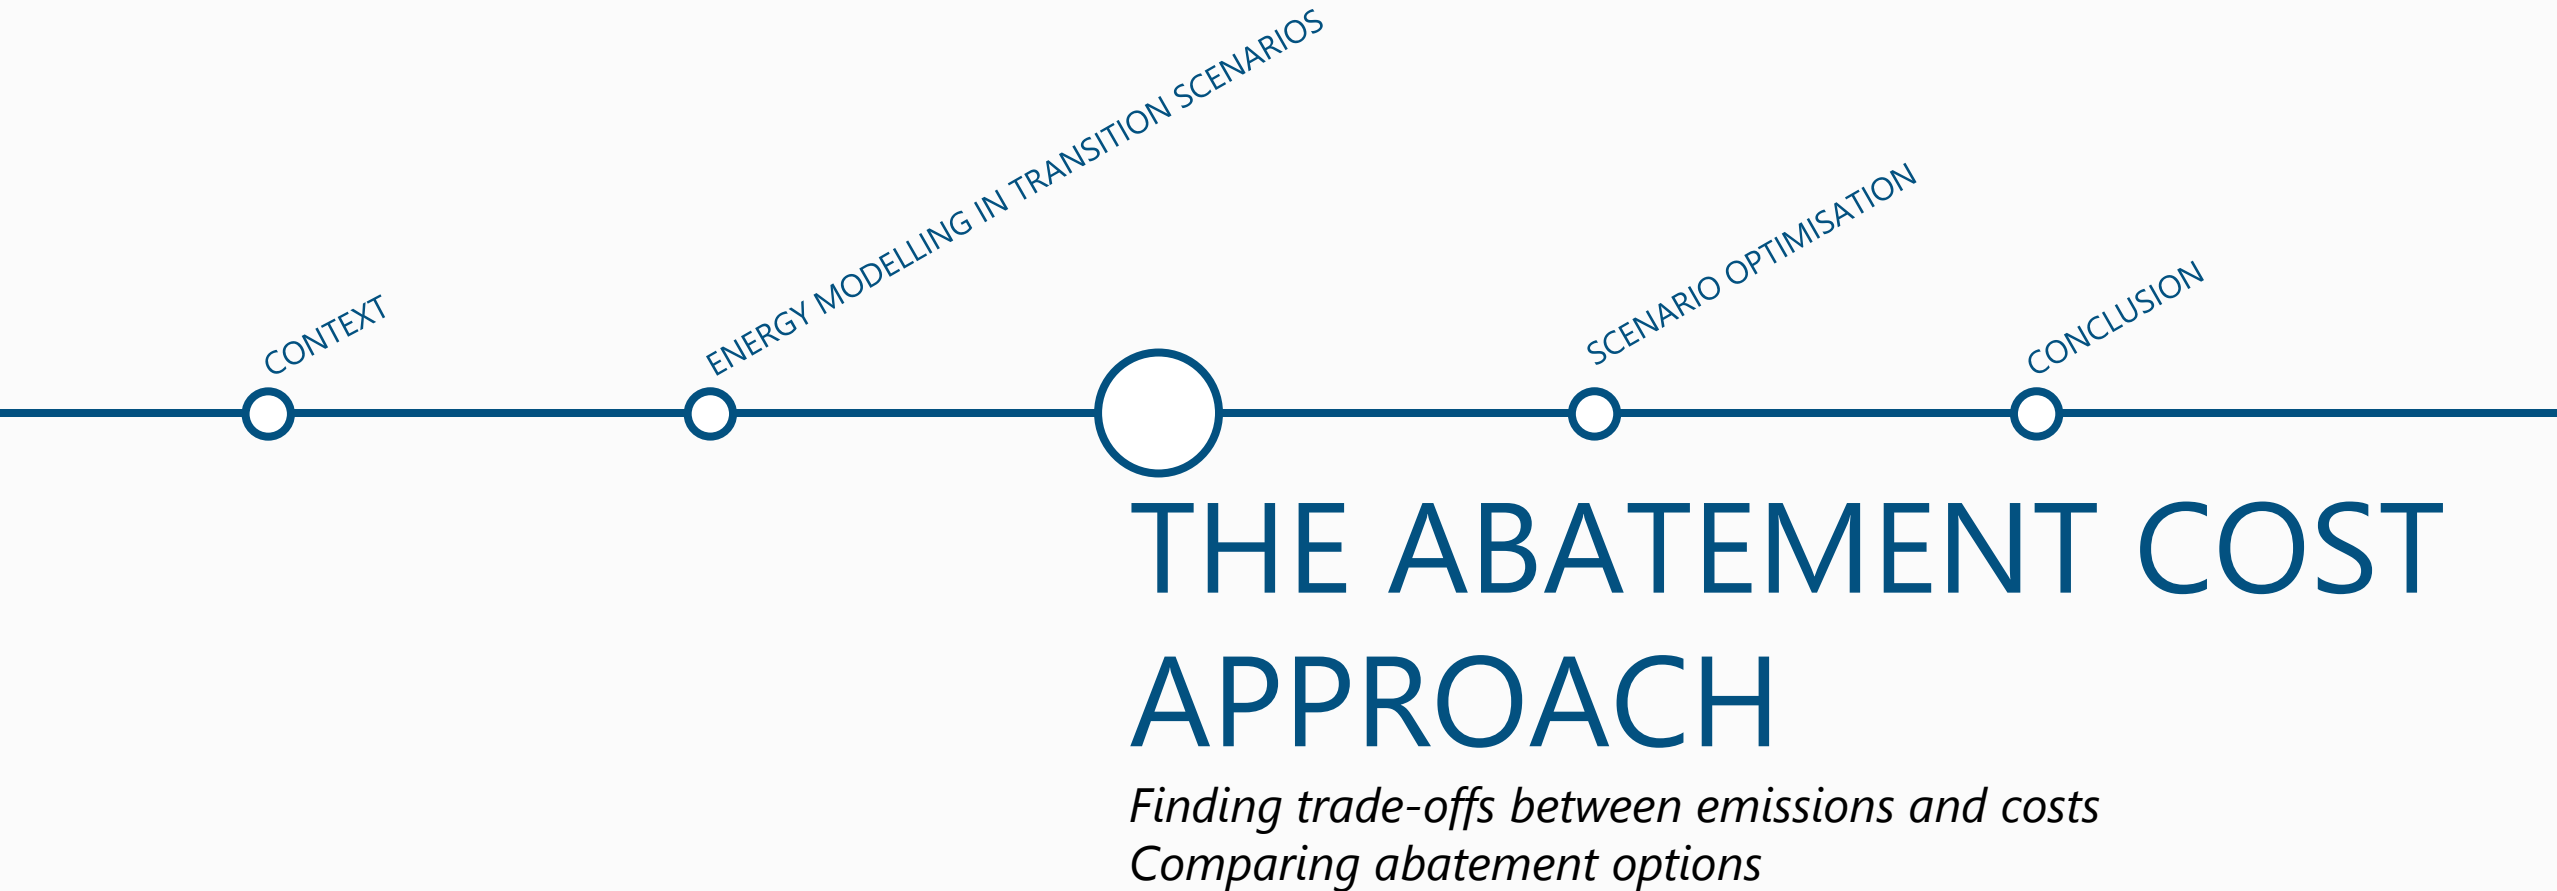 CONTEXT
ENERGY MODELLING IN TRANSITION SCENARIOS
SCENARIO OPTIMISATION
CONCLUSION
THE ABATEMENT COST
APPROACH
Finding trade-offs between emissions and costs
Comparing abatement options